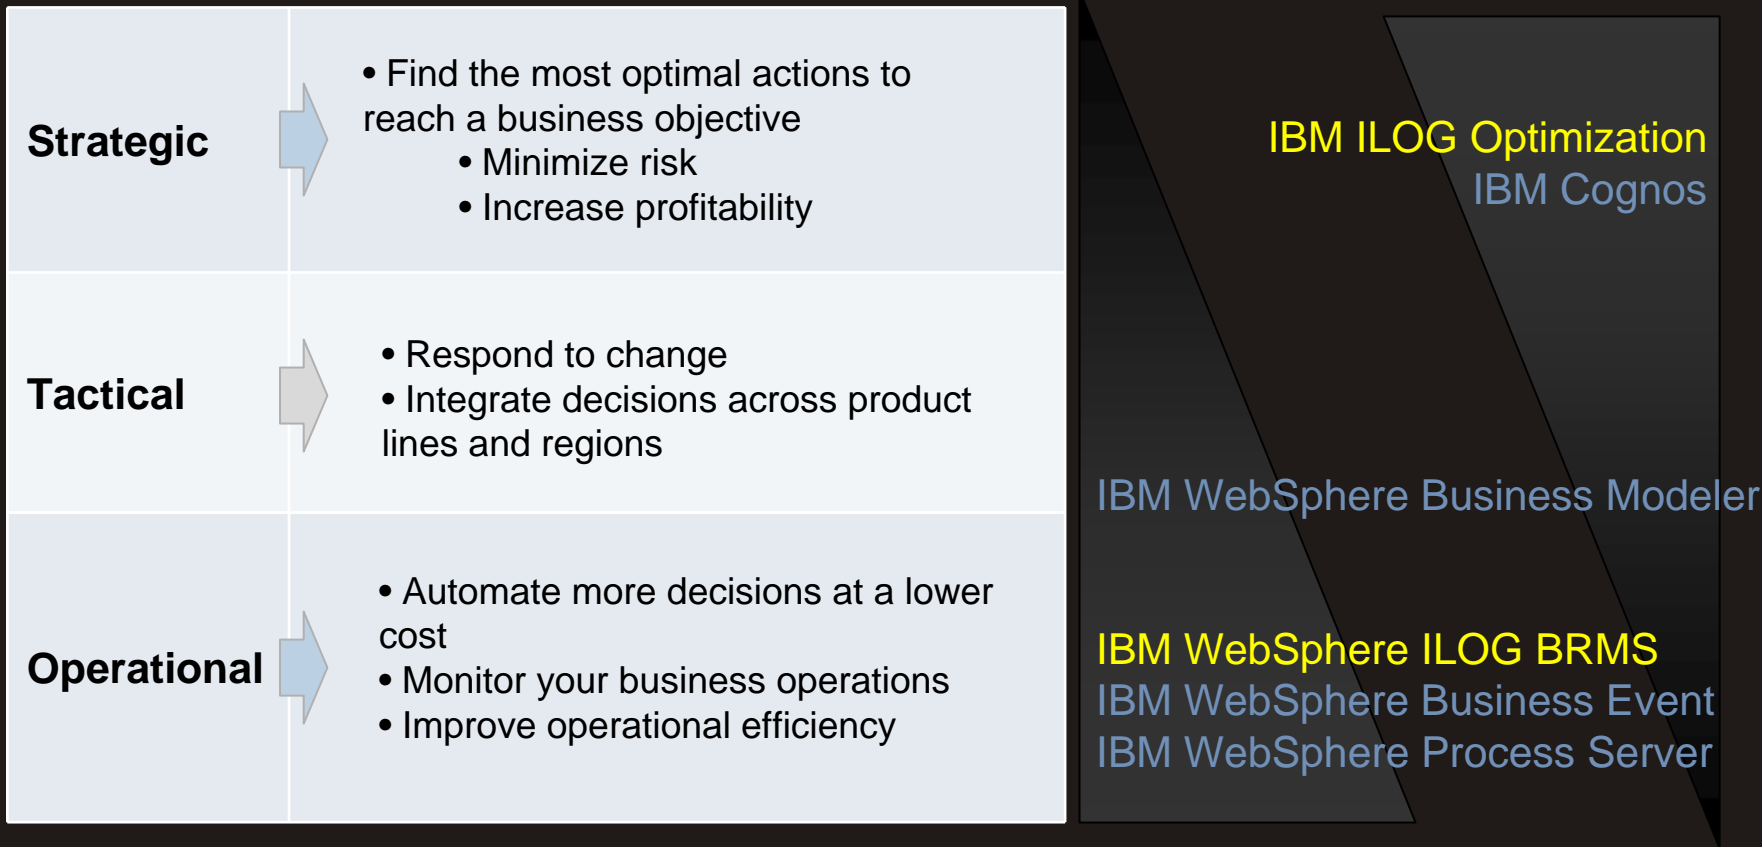 Strategic
• Find the most optimal actions to
reach a business objective
• Minimize risk
• Increase profitability
IBM ILOG Optimization
IBM Cognos
Tactical
• Respond to change
• Integrate decisions across product
lines and regions
IBM WebSphere Business Modeler
Operational
• Automate more decisions at a lower
cost
• Monitor your business operations
• Improve operational efficiency
IBM WebSphere ILOG BRMS
IBM WebSphere Business Event
IBM WebSphere Process Server